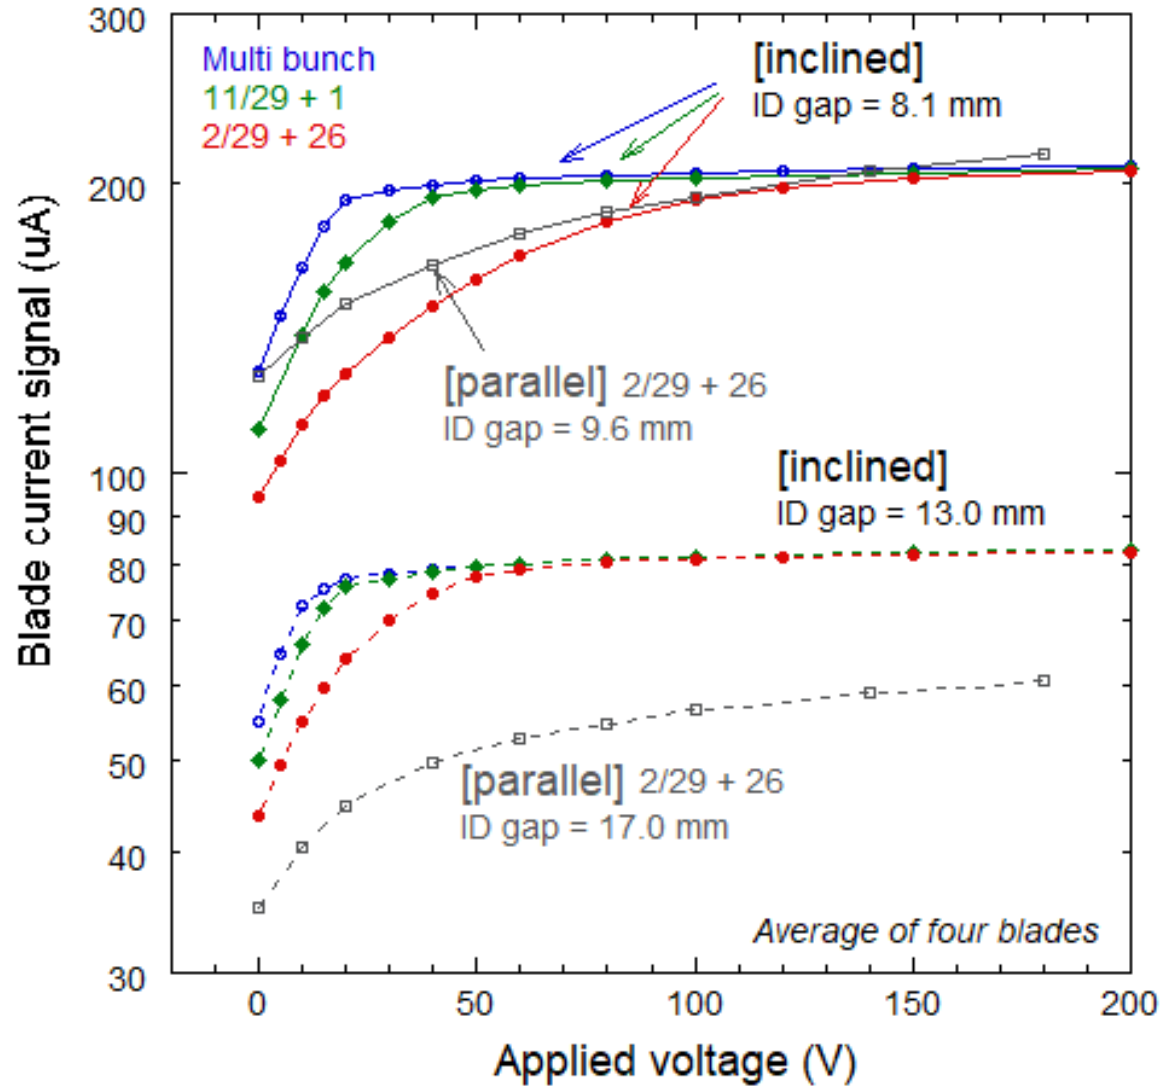 300
200
100
90
80
70
60
50
40
30
Blade current signal (uA)
Multi bunch
11/29 + 1
2/29 + 26
[inclined]
ID gap = 8.1 mm
[parallel] 2/29 + 26
ID gap = 9.6 mm
[inclined]
ID gap = 13.0 mm
[parallel] 2/29 + 26
ID gap = 17.0 mm
Average of four blades
0 50 100 150 200
Applied voltage (V)